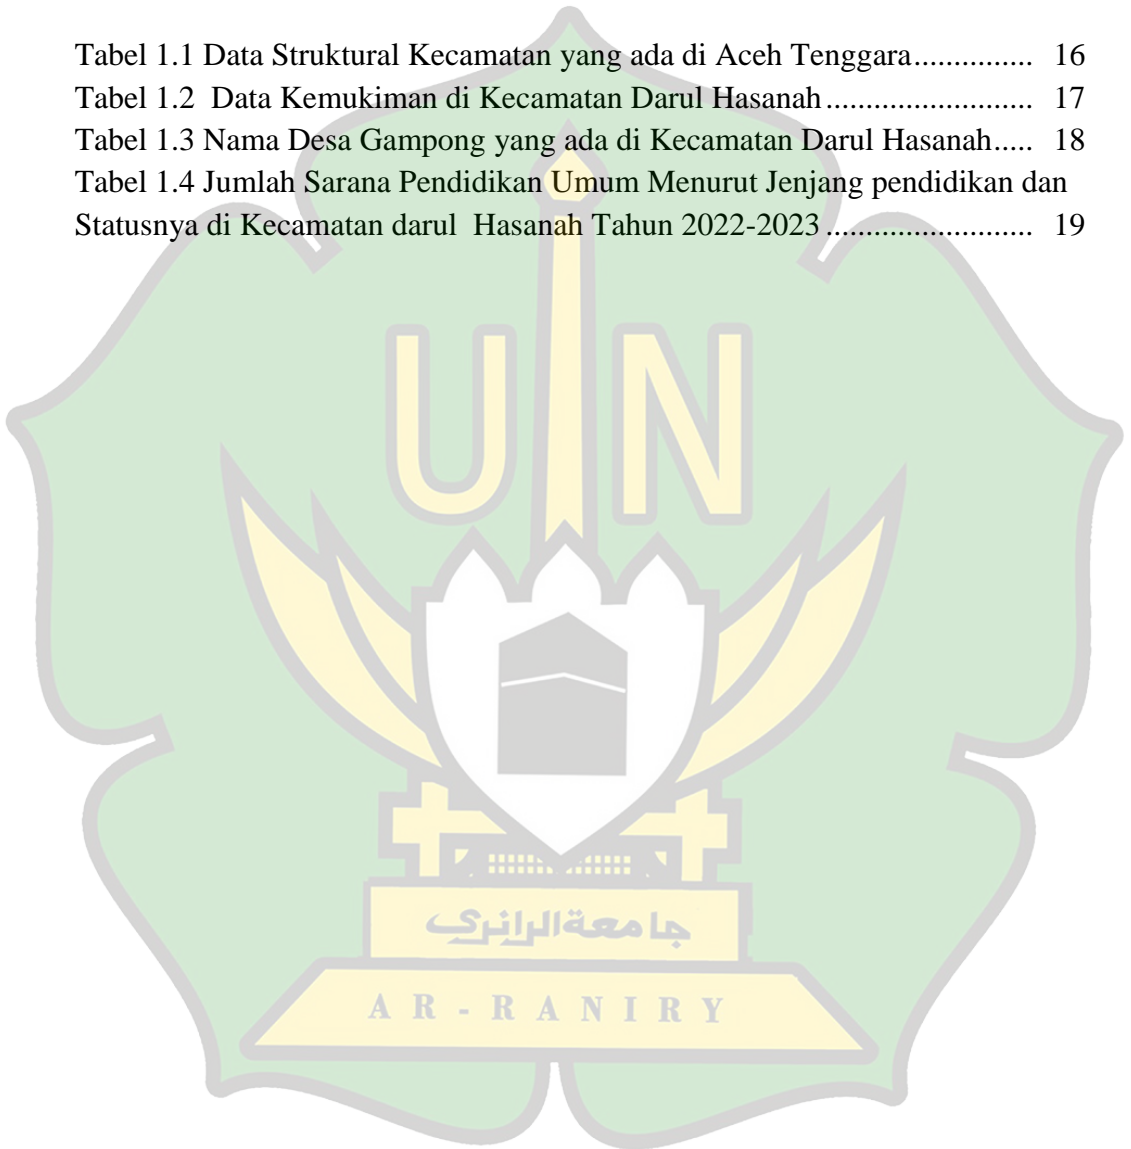 Tabel 1.1 Data Struktural Kecamatan yang ada di Aceh Tenggara............... 16
Tabel 1.2  Data Kemukiman di Kecamatan Darul Hasanah.......................... 17
Tabel 1.3 Nama Desa Gampong yang ada di Kecamatan Darul Hasanah..... 18
Tabel 1.4 Jumlah Sarana Pendidikan Umum Menurut Jenjang pendidikan dan
Statusnya di Kecamatan darul  Hasanah Tahun 2022-2023.......................... 19
UIN
جامعة الرانري
AR-RANIRY